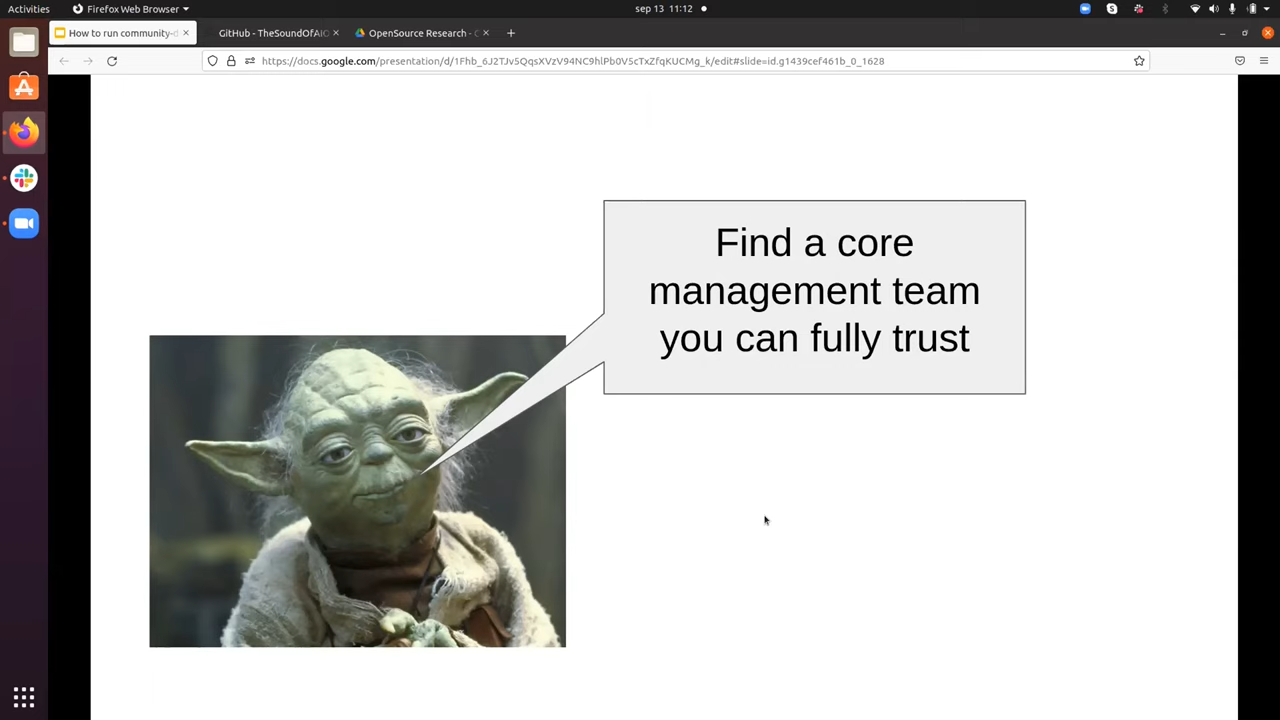 Activities
Firefox Web Browser
sep 13 11:12
How to run community-d
GitHub - TheSoundOfAIO
OpenSource Research - G
https://docs.google.com/presentation/d/1Fhb_6J2TJv5QqsXVzV94NC9hlPb0V5cTxZfqKUCMg_k/edit#slide=id.g1439cef461b_0_1628
Find a core
management team
you can fully trust